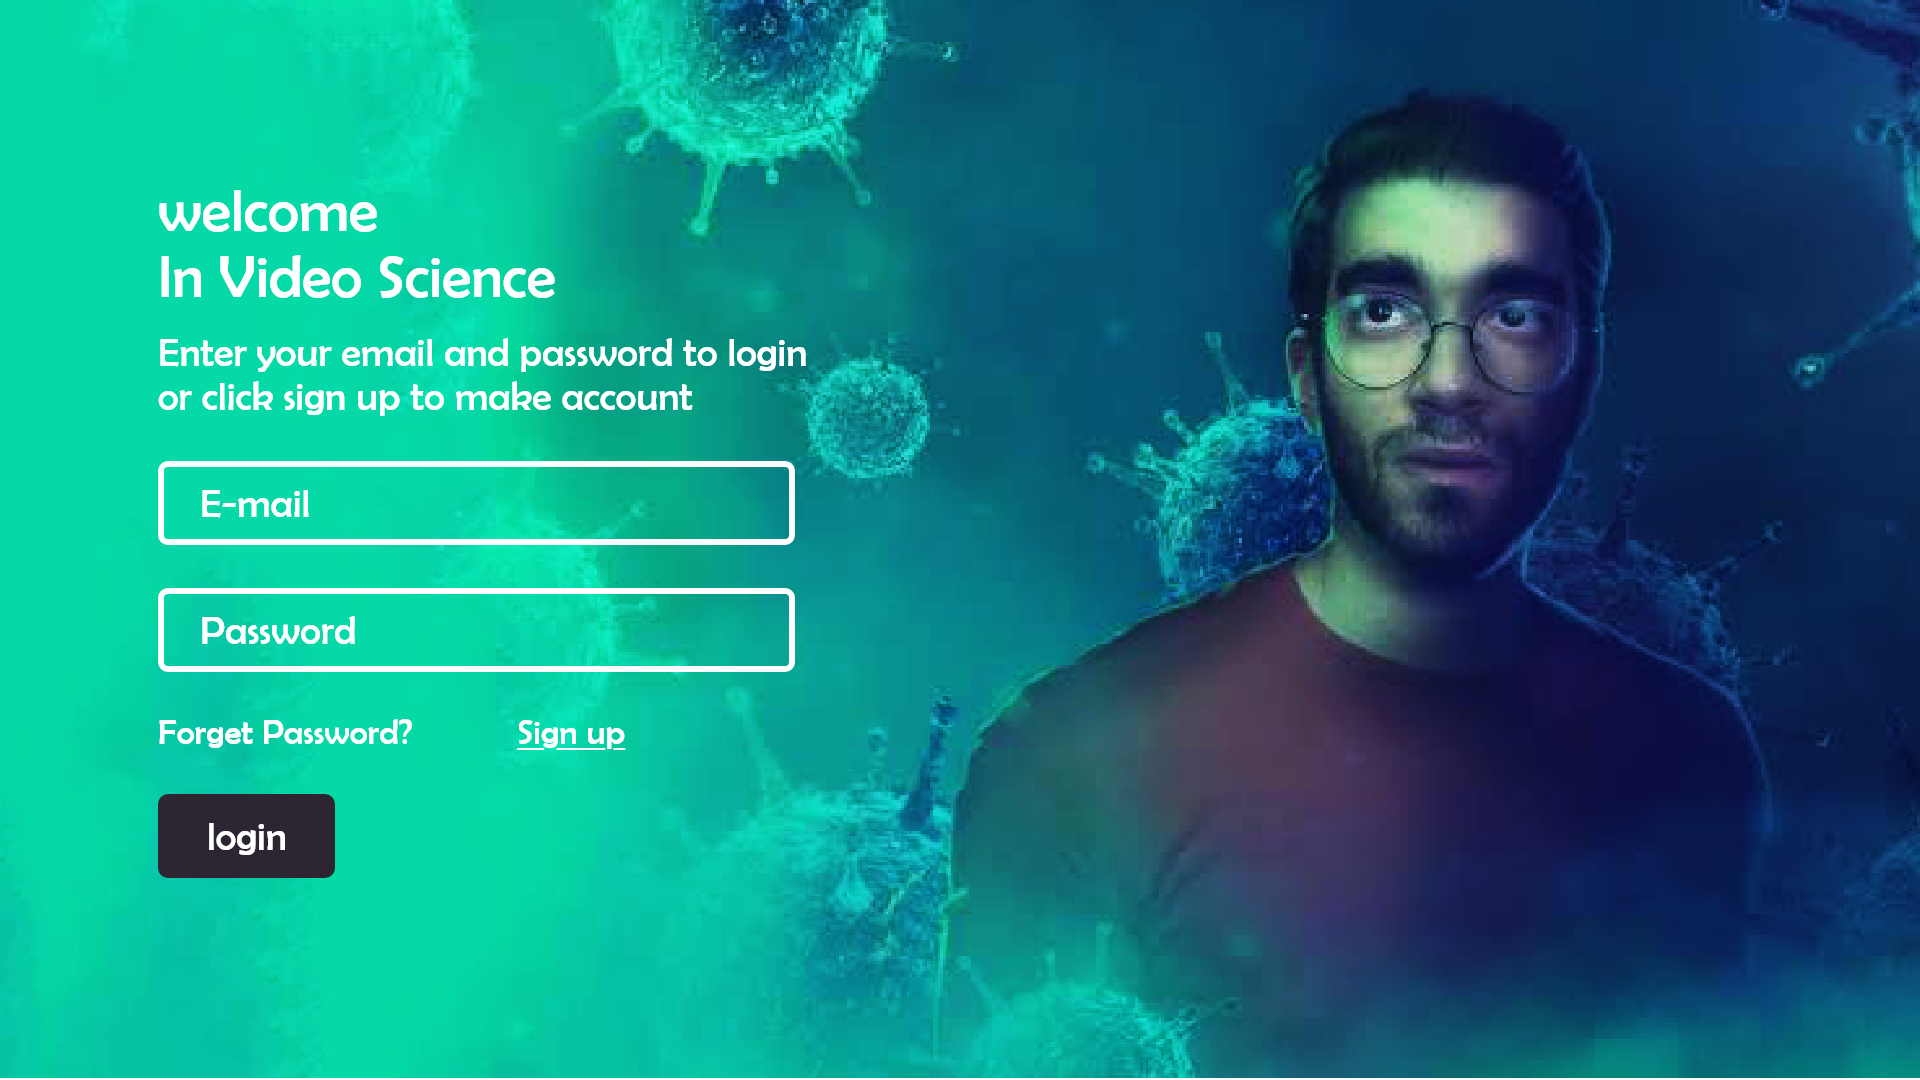 welcome
In Video Science
Enter your email and password to login
or click sign up to make account
E-mail
Password
Forget Password?
Sign up
login